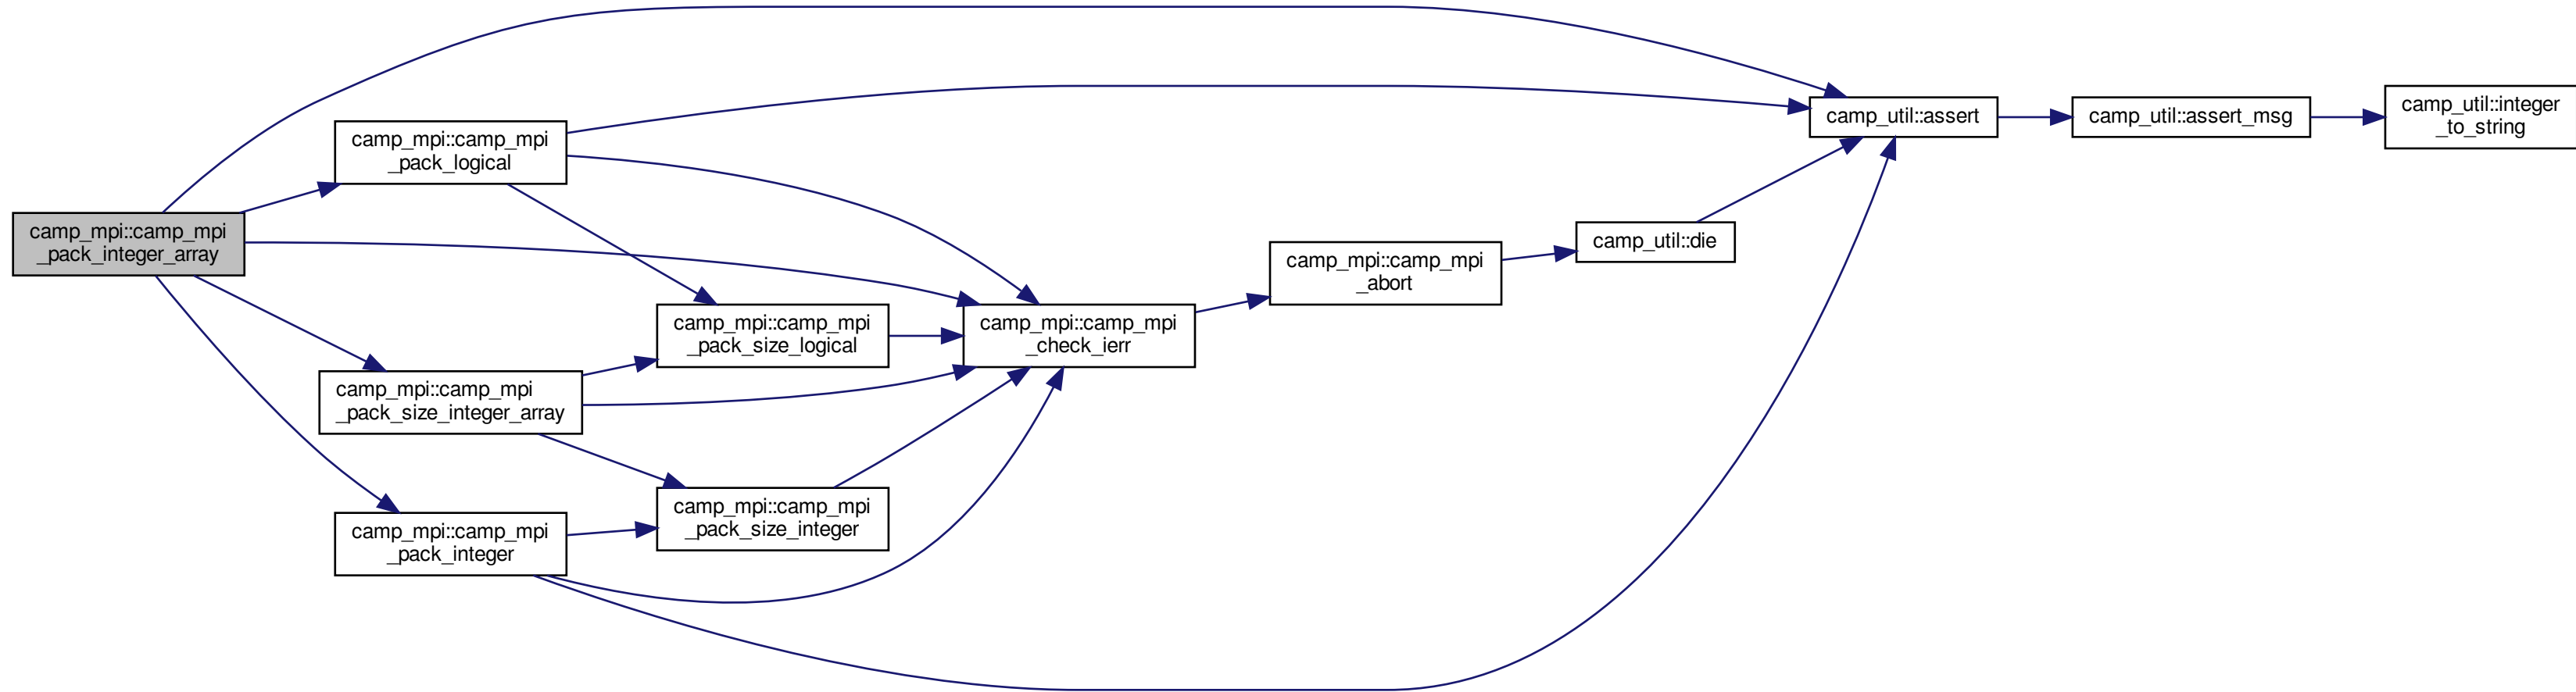 camp_mpi::camp_mpi
_pack_integer_array
camp_mpi::camp_mpi
_pack_logical
camp_mpi::camp_mpi
_pack_size_integer_array
camp_mpi::camp_mpi
_pack_integer
camp_mpi::camp_mpi
_pack_size_logical
camp_mpi::camp_mpi
_pack_size_integer
camp_mpi::camp_mpi
_check_ierr
camp_mpi::camp_mpi
_abort
camp_util::die
camp_util::assert
camp_util::assert_msg
camp_util::integer
_to_string